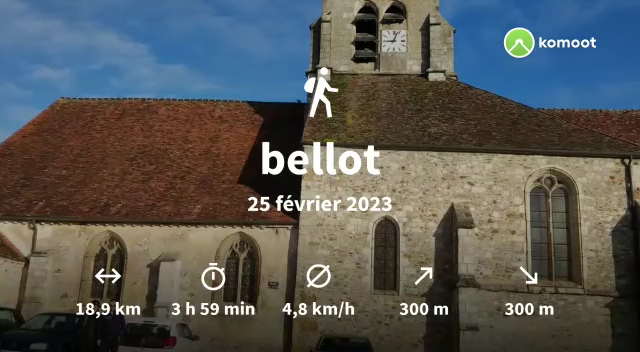 komoot
bellot
25 février 2023
18,9 km 3 h 59 min 4,8 km/h 300 m 300 m